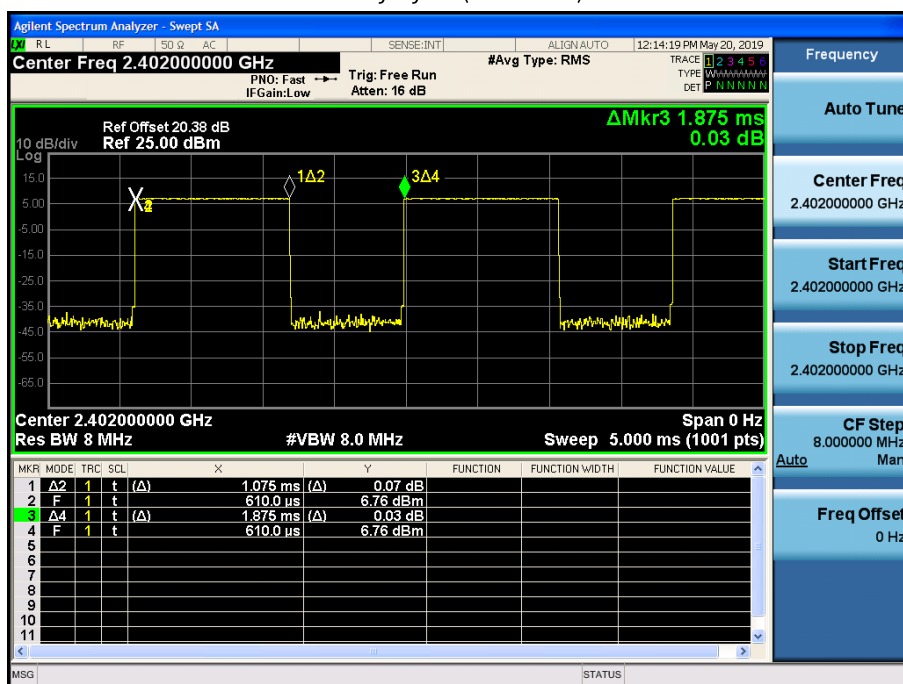 Agilent Spectrum Analyzer - Swept SA
LXI RL RF 50 Ω AC SENSE:INT ALIGN AUTO 12:14:19 PM May 20, 2019
Center Freq 2.402000000 GHz #Avg Type: RMS TRACE 1 2 3 4 5 6
PNO: Fast Trig: Free Run TYPE WWWWWW
IFGain:Low Atten: 16 dB DET P N N N N N
Frequency
Auto Tune
Center Freq
2.402000000 GHz
Start Freq
2.402000000 GHz
Stop Freq
2.402000000 GHz
CF Step
8.000000 MHz
Auto Man
Freq Offset
0 Hz
ΔMkr3 1.875 ms
0.03 dB
Ref Offset 20.38 dB
10 dB/div Ref 25.00 dBm
Log
15.0
5.00
-5.00
-15.0
-25.0
-35.0
-45.0
-55.0
-65.0
X
1Δ2
3Δ4
Center 2.402000000 GHz Span 0 Hz
Res BW 8 MHz #VBW 8.0 MHz Sweep 5.000 ms (1001 pts)
MKR MODE TRC SCL X Y FUNCTION FUNCTION WIDTH FUNCTION VALUE
1 Δ2 1 t (Δ) 1.075 ms (Δ) 0.07 dB
2 F 1 t 610.0 µs 6.76 dBm
3 Δ4 1 t (Δ) 1.875 ms (Δ) 0.03 dB
4 F 1 t 610.0 µs 6.76 dBm
5
6
7
8
9
10
11
MSG STATUS